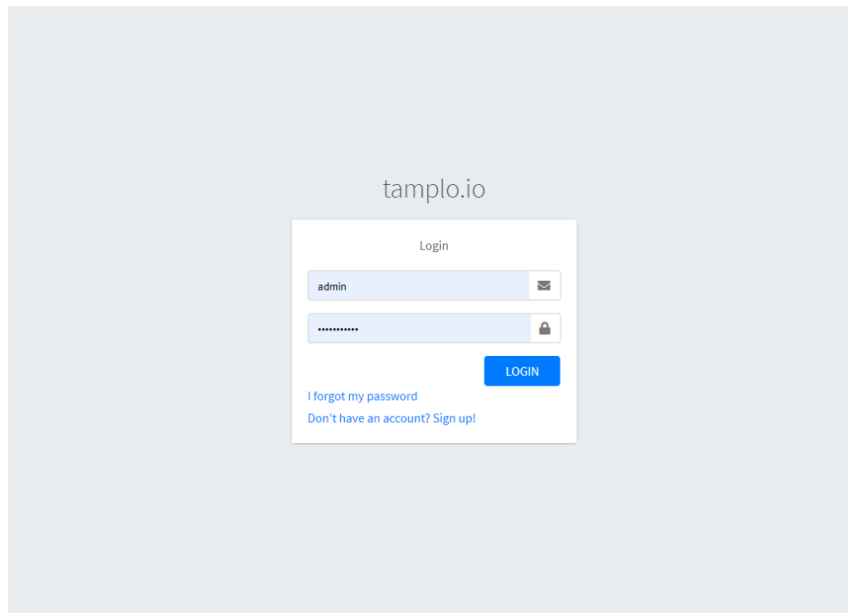 tamplo.io
Login
admin
•••••••••••
LOGIN
I forgot my password
Don't have an account? Sign up!